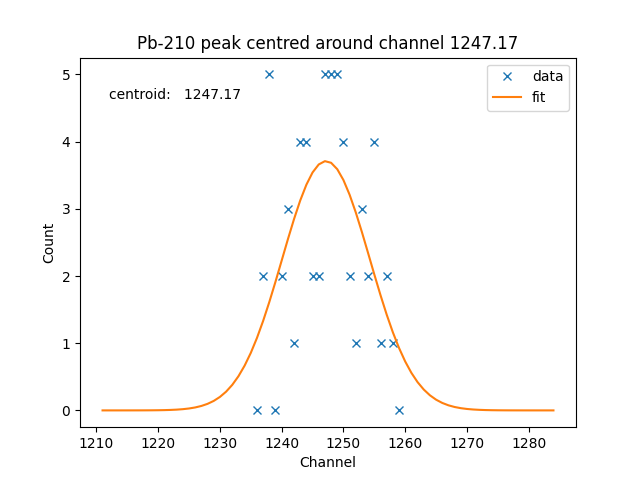 Pb-210 peak centred around channel 1247.17
centroid: 1247.17
data
fit
5
4
3
2
1
0
Count
1210 1220 1230 1240 1250 1260 1270 1280
Channel